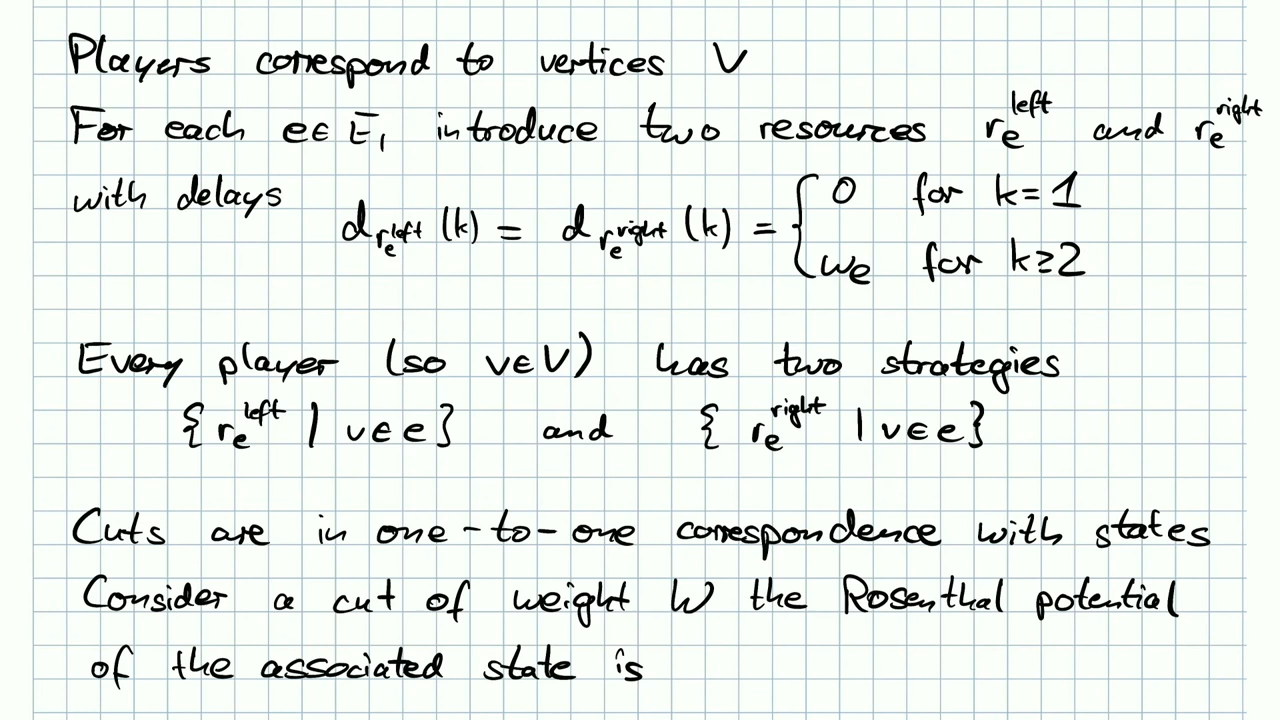 Players correspond to vertices V
For each e∈E, introduce two resources r_e^left and r_e^right
with delays d_{r_e^left}(k) = d_{r_e^right}(k) = { 0 for k=1
w_e for k≥2
Every player (so v∈V) has two strategies
{r_e^left | v∈e} and {r_e^right | v∈e}
Cuts are in one-to-one correspondence with states
Consider a cut of weight W the Rosenthal potential
of the associated state is